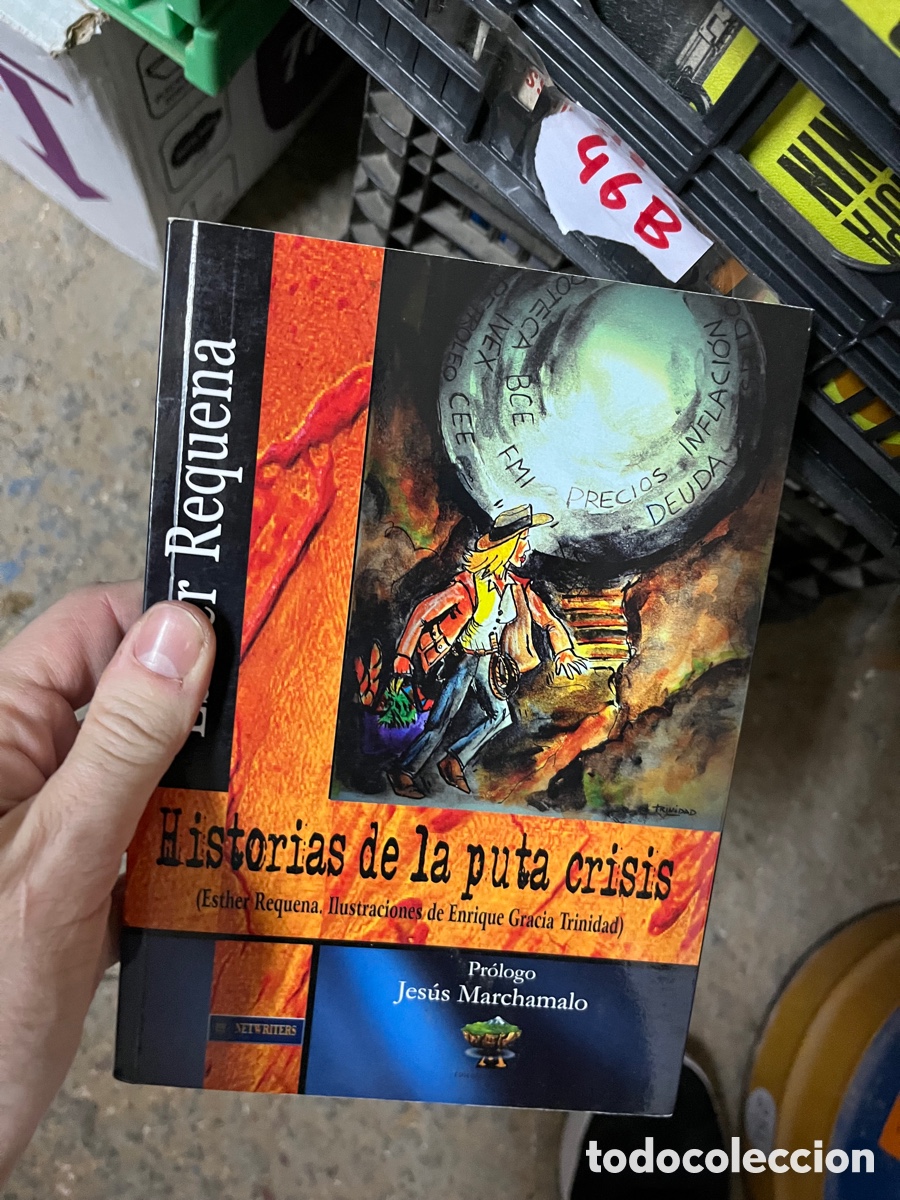 46B
PETROLEO CEE
IVEX
BCE FMI PRECIOS INFLACIÓN
DEUDA
Requena
TRINIDAD
Historias de la puta crisis
(Esther Requena. Ilustraciones de Enrique Gracia Trinidad)
Prólogo
Jesús Marchamalo
NETWRITERS
todocoleccion